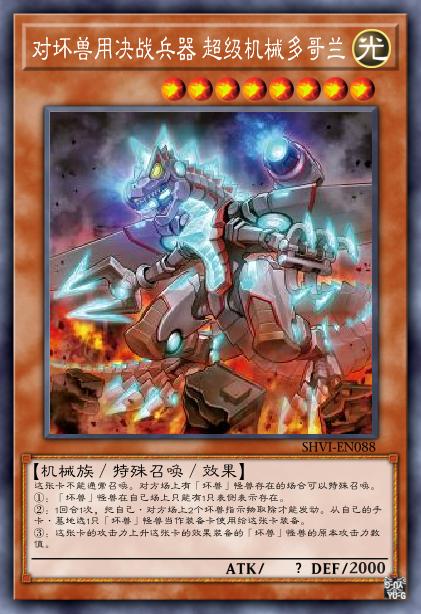 对坏兽用决战兵器 超级机械多哥兰
光
SHVI-EN088
【机械族/特殊召唤/效果】
这张卡不能通常召唤。对方场上有「坏兽」怪兽存在的场合可以特殊召唤。
①:「坏兽」怪兽在自己场上只能有1只表侧表示存在。
②:1回合1次,把自己·对方场上2个坏兽指示物取除才能发动。从自己的手
卡·墓地选1只「坏兽」怪兽当作装备卡使用给这张卡装备。
③:这张卡的攻击力上升这张卡的效果装备的「坏兽」怪兽的原本攻击力数
值。
ATK/ ? DEF/2000